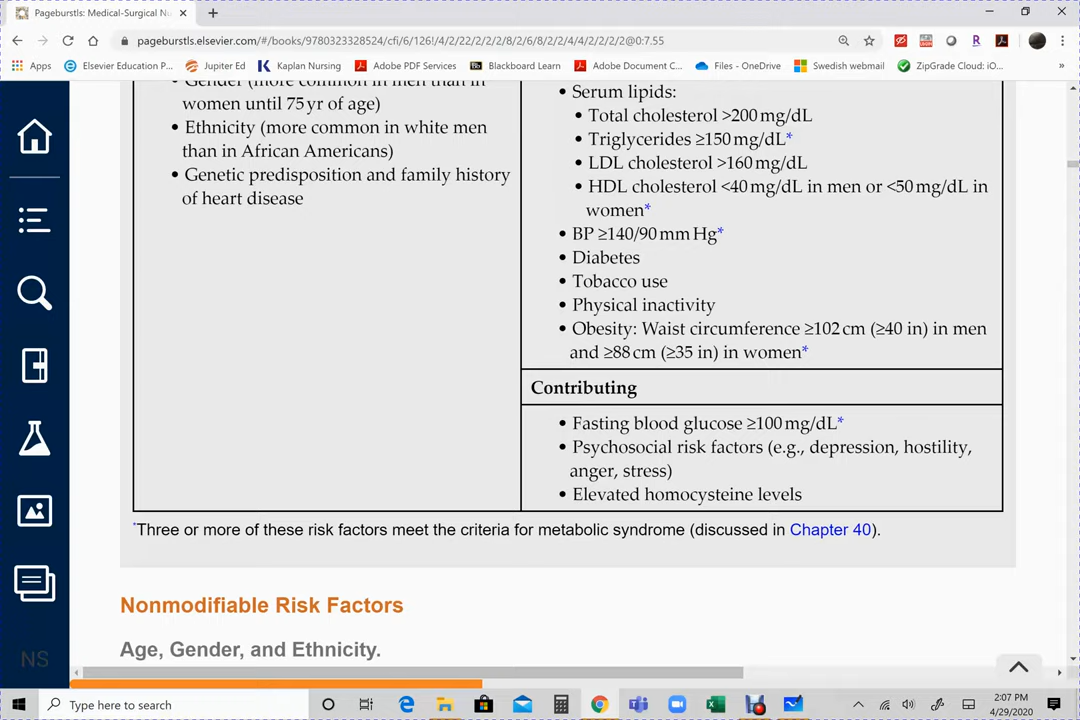 Pageburstls: Medical-Surgical Nu
pageburstls.elsevier.com/#/books/9780323328524/cfi/6/126!/4/2/22/2/2/2/8/2/6/8/2/2/4/4/2/2/2/2@0:7.55
Apps
Elsevier Education P...
Jupiter Ed
Kaplan Nursing
Adobe PDF Services
Blackboard Learn
Adobe Document C...
Files - OneDrive
Swedish webmail
ZipGrade Cloud: iO...
»
• Gender (more common in men than in
women until 75 yr of age)
• Ethnicity (more common in white men
than in African Americans)
• Genetic predisposition and family history
of heart disease
• Serum lipids:
• Total cholesterol >200 mg/dL
• Triglycerides ≥150 mg/dL*
• LDL cholesterol >160 mg/dL
• HDL cholesterol <40 mg/dL in men or <50 mg/dL in
women*
• BP ≥140/90 mm Hg*
• Diabetes
• Tobacco use
• Physical inactivity
• Obesity: Waist circumference ≥102 cm (≥40 in) in men
and ≥88 cm (≥35 in) in women*
Contributing
• Fasting blood glucose ≥100 mg/dL*
• Psychosocial risk factors (e.g., depression, hostility,
anger, stress)
• Elevated homocysteine levels
*Three or more of these risk factors meet the criteria for metabolic syndrome (discussed in Chapter 40).
Nonmodifiable Risk Factors
Age, Gender, and Ethnicity.
NS
Type here to search
2:07 PM
4/29/2020